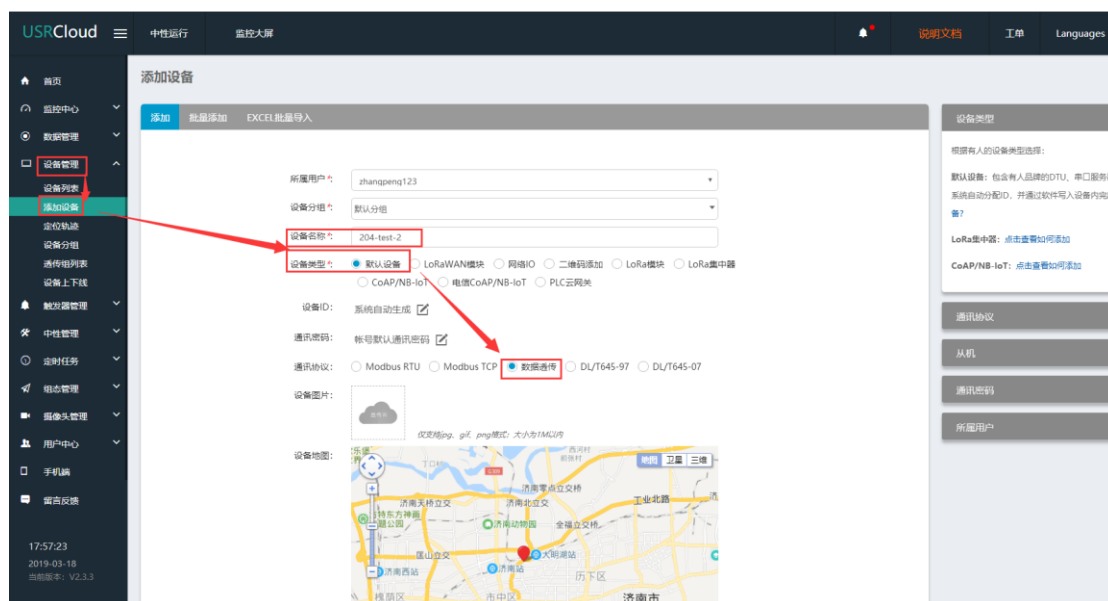 USRCloud 中性运行 监控大屏 说明文档 工单 Languages
首页
监控中心
数据管理
设备管理
设备列表
添加设备
定位轨迹
设备分组
透传组列表
设备上下线
触发器管理
中性管理
定时任务
组态管理
摄像头管理
用户中心
手机端
留言反馈
17:57:23
2019-03-18
当前版本: V2.3.3
添加设备
添加 批量添加 EXCEL批量导入
所属用户*: zhangpeng123
设备分组*: 默认分组
设备名称*: 204-test-2
设备类型*: 默认设备 LoRaWAN模块 网络IO 二维码添加 LoRa模块 LoRa集中器
CoAP/NB-IoT 电信CoAP/NB-IoT PLC云网关
设备ID: 系统自动生成
通讯密码: 帐号默认通讯密码
通讯协议: Modbus RTU Modbus TCP 数据透传 DL/T645-97 DL/T645-07
设备图片:
仅支持jpg、gif、png格式; 大小为1M以内
设备地图:
地图 卫星 三维
济南零点立交桥
济南天桥立交 济南北立交 工业北路
济南动物园 全福立交桥
匡山立交 大明湖站
济南西站 济南站 历下区
槐荫区 市中区 济南市
设备类型
根据有人的设备类型选择:
默认设备: 包含有人品牌的DTU、串口服务
系统自动分配ID, 并通过软件写入设备内完
备?
LoRa集中器: 点击查看如何添加
CoAP/NB-IoT: 点击查看如何添加
通讯协议
从机
通讯密码
所属用户